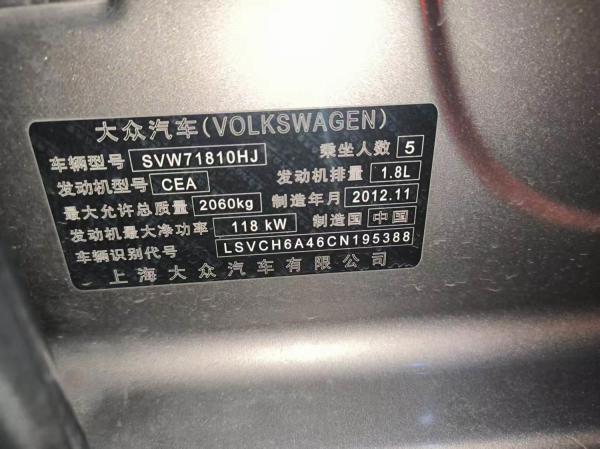 大众汽车(VOLKSWAGEN)
车辆型号 SVW71810HJ 乘坐人数 5
发动机型号 CEA 发动机排量 1.8L
最大允许总质量 2060kg 制造年月 2012.11
发动机最大净功率 118 kW 制造国 中国
车辆识别代号 LSVCH6A46CN195388
上海大众汽车有限公司